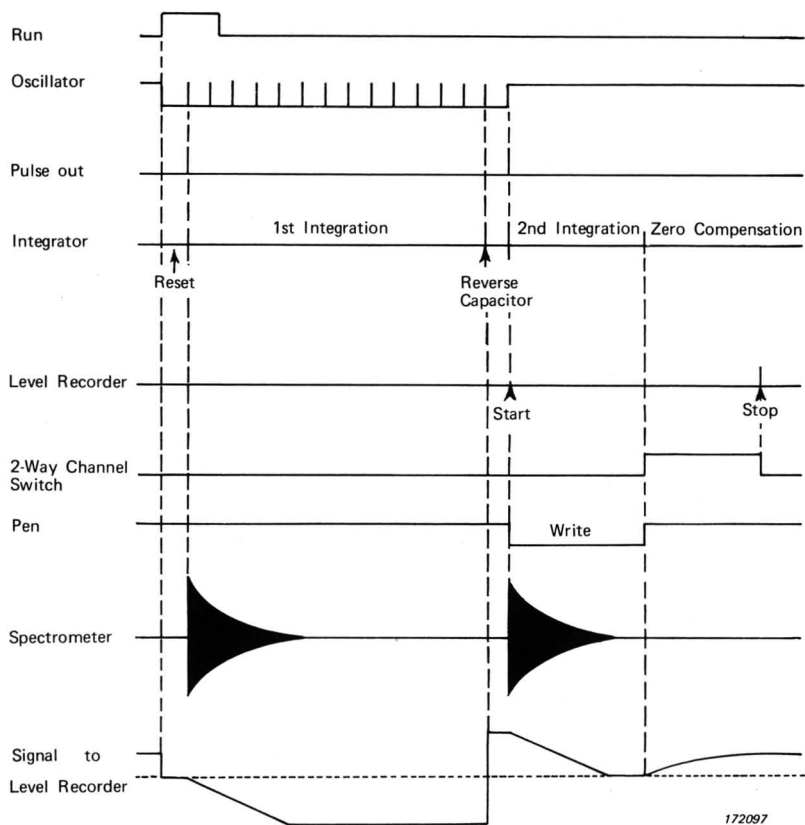 Run
Oscillator
Pulse out
1st Integration
2nd Integration
Zero Compensation
Integrator
Reset
Reverse
Capacitor
Level Recorder
Start
Stop
2-Way Channel
Switch
Pen
Write
Spectrometer
Signal to
Level Recorder
172097